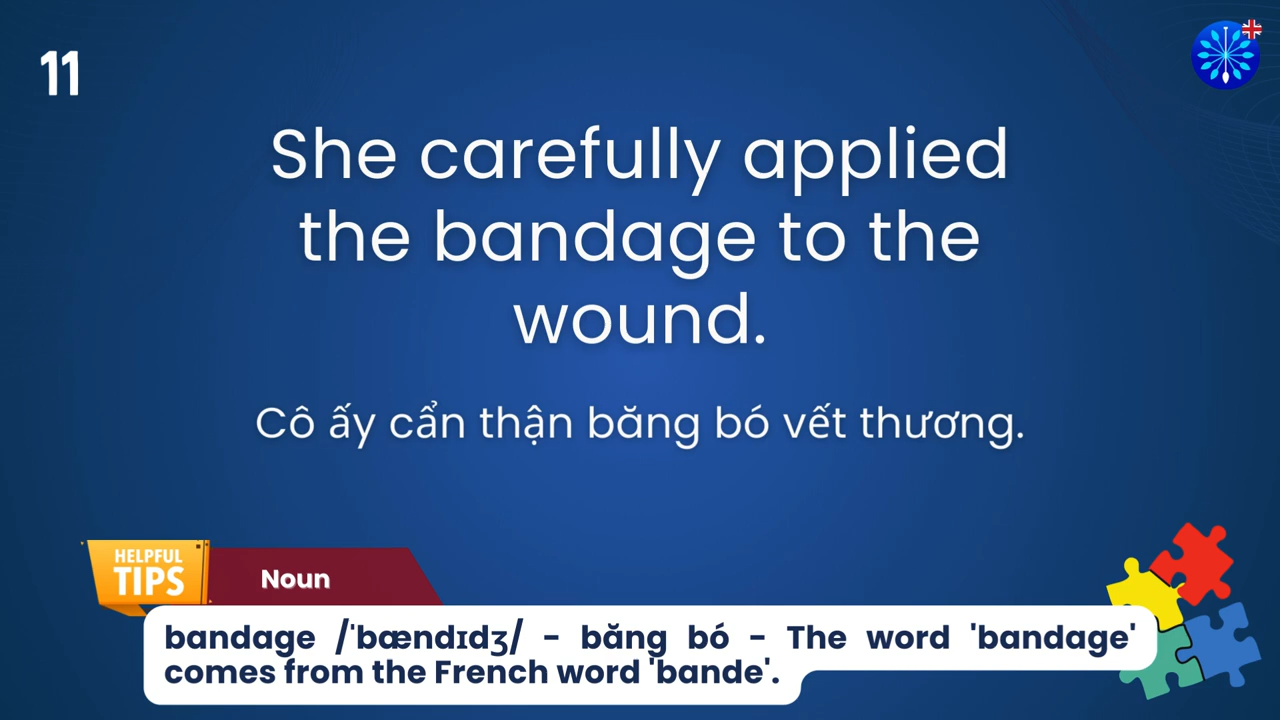 11
She carefully applied
the bandage to the
wound.
Cô ấy cẩn thận băng bó vết thương.
HELPFUL
TIPS
Noun
bandage /ˈbændɪdʒ/ - băng bó - The word 'bandage'
comes from the French word 'bande'.